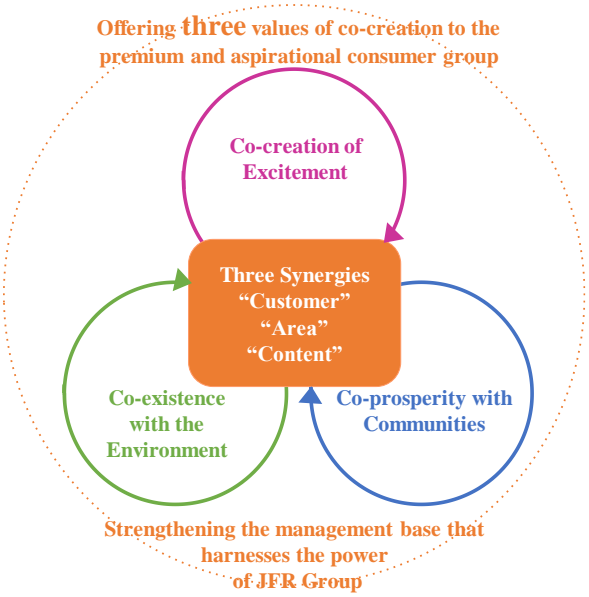 Offering three values of co-creation to the
premium and aspirational consumer group
Co-creation of
Excitement
Three Synergies
“Customer”
“Area”
“Content”
Co-existence
with the
Environment
Co-prosperity with
Communities
Strengthening the management base that
harnesses the power
of JFR Group